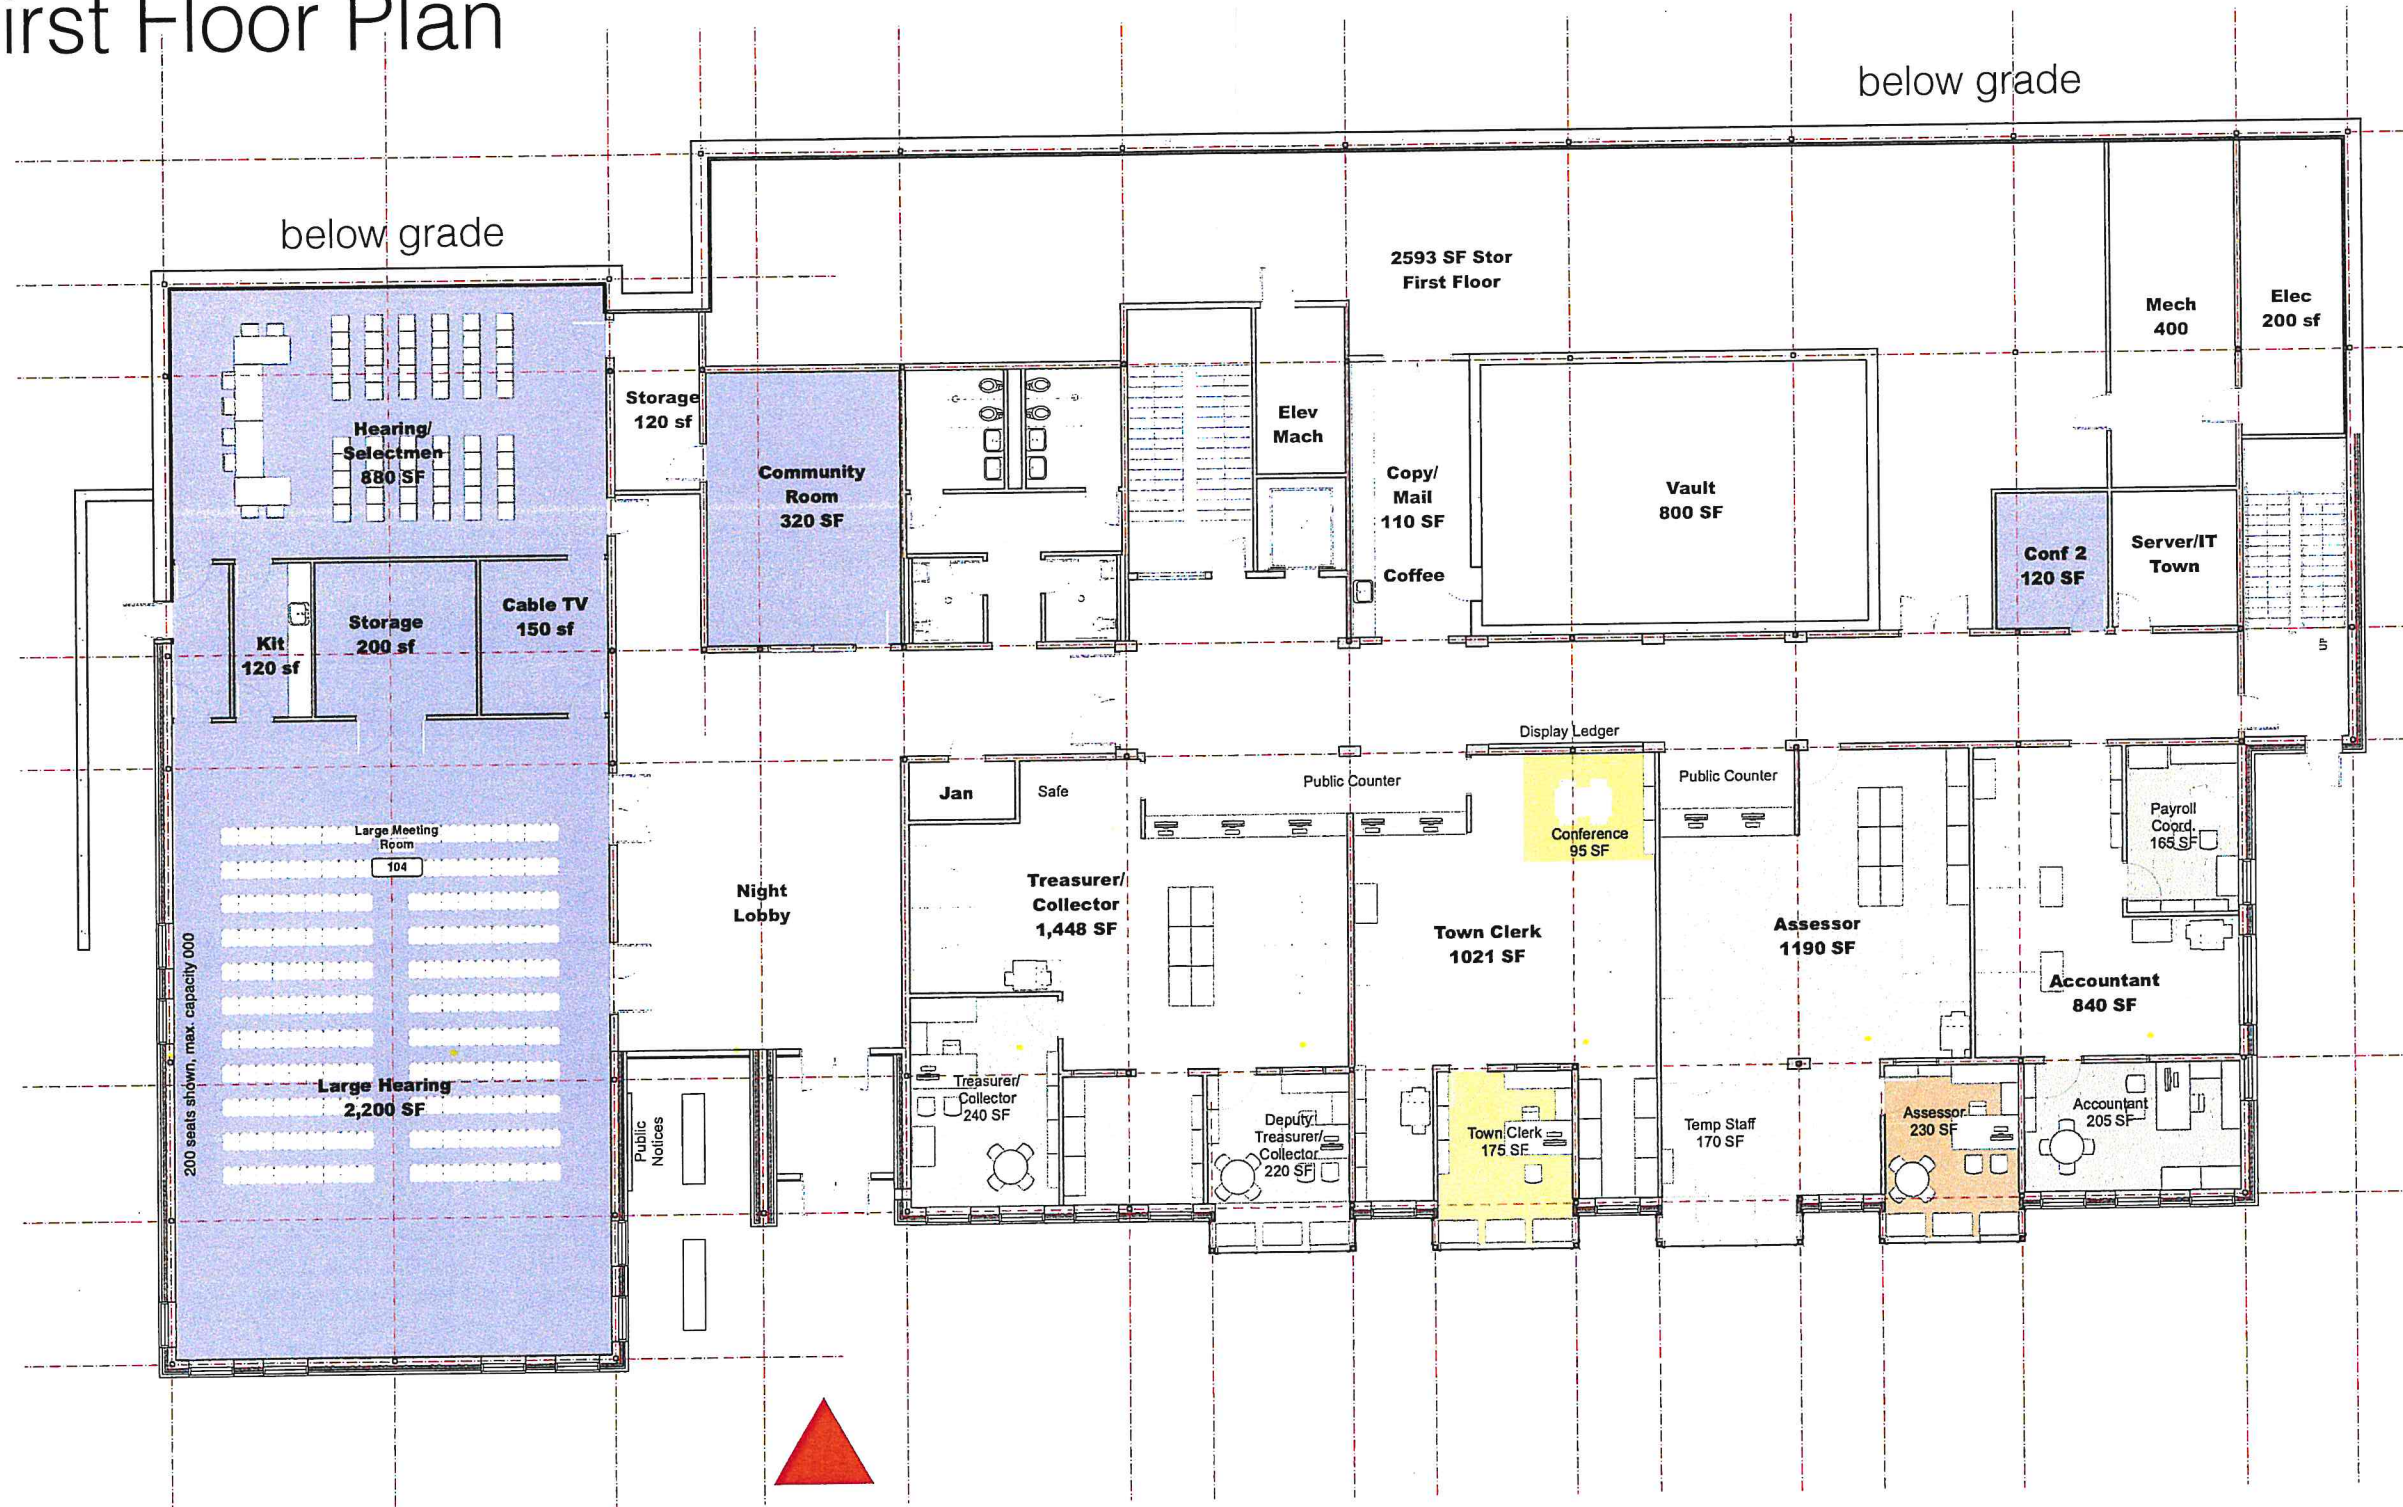 irst Floor Plan
below grade
below grade
2593 SF Stor
First Floor
Mech
400
Elec
200 sf
Storage
120 sf
Hearing/
Selectmen
880 SF
Community
Room
320 SF
Elev
Mach
Copy/
Mail
110 SF
Coffee
Vault
800 SF
Conf 2
120 SF
Server/IT
Town
UP
Kit
120 sf
Storage
200 sf
Cable TV
150 sf
Display Ledger
Jan
Safe
Public Counter
Public Counter
Conference
95 SF
Payroll
Coord.
165 SF
Large Meeting
Room
104
200 seats shown, max. capacity 000
Night
Lobby
Treasurer/
Collector
1,448 SF
Town Clerk
1021 SF
Assessor
1190 SF
Accountant
840 SF
Large Hearing
2,200 SF
Public
Notices
Treasurer/
Collector
240 SF
Deputy
Treasurer/
Collector
220 SF
Town Clerk
175 SF
Temp Staff
170 SF
Assessor
230 SF
Accountant
205 SF